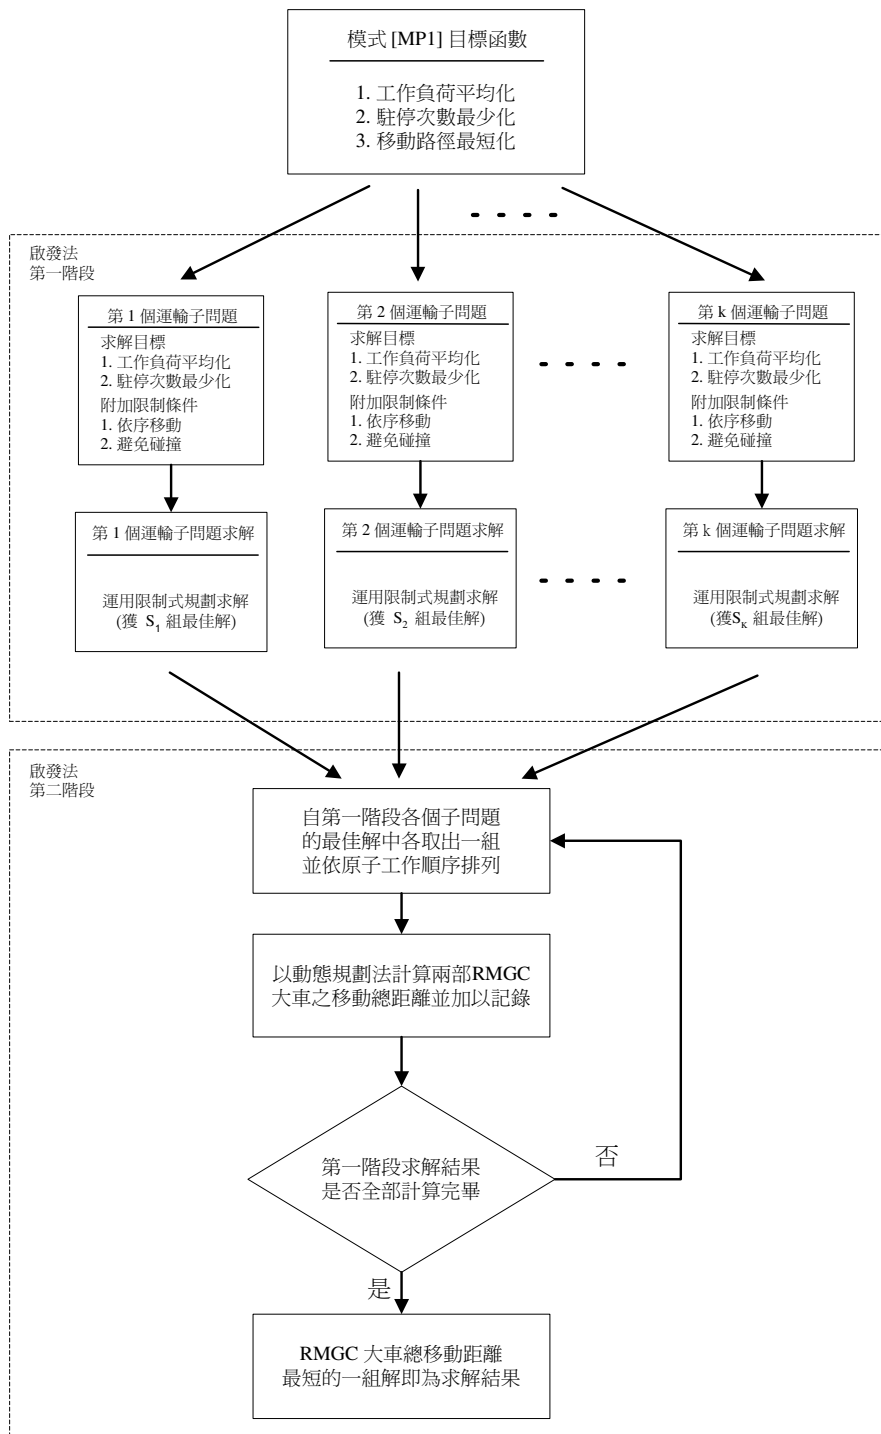 模式 [MP1] 目標函數
1. 工作負荷平均化
2. 駐停次數最少化
3. 移動路徑最短化
啟發法
第一階段
第 1 個運輸子問題
求解目標
1. 工作負荷平均化
2. 駐停次數最少化
附加限制條件
1. 依序移動
2. 避免碰撞
第 2 個運輸子問題
求解目標
1. 工作負荷平均化
2. 駐停次數最少化
附加限制條件
1. 依序移動
2. 避免碰撞
第 k 個運輸子問題
求解目標
1. 工作負荷平均化
2. 駐停次數最少化
附加限制條件
1. 依序移動
2. 避免碰撞
第 1 個運輸子問題求解
運用限制式規劃求解
(獲 S₁ 組最佳解)
第 2 個運輸子問題求解
運用限制式規劃求解
(獲 S₂ 組最佳解)
第 k 個運輸子問題求解
運用限制式規劃求解
(獲S_K 組最佳解)
啟發法
第二階段
自第一階段各個子問題
的最佳解中各取出一組
並依原子工作順序排列
以動態規劃法計算兩部RMGC
大車之移動總距離並加以記錄
第一階段求解結果
是否全部計算完畢
否
是
RMGC 大車總移動距離
最短的一組解即為求解結果